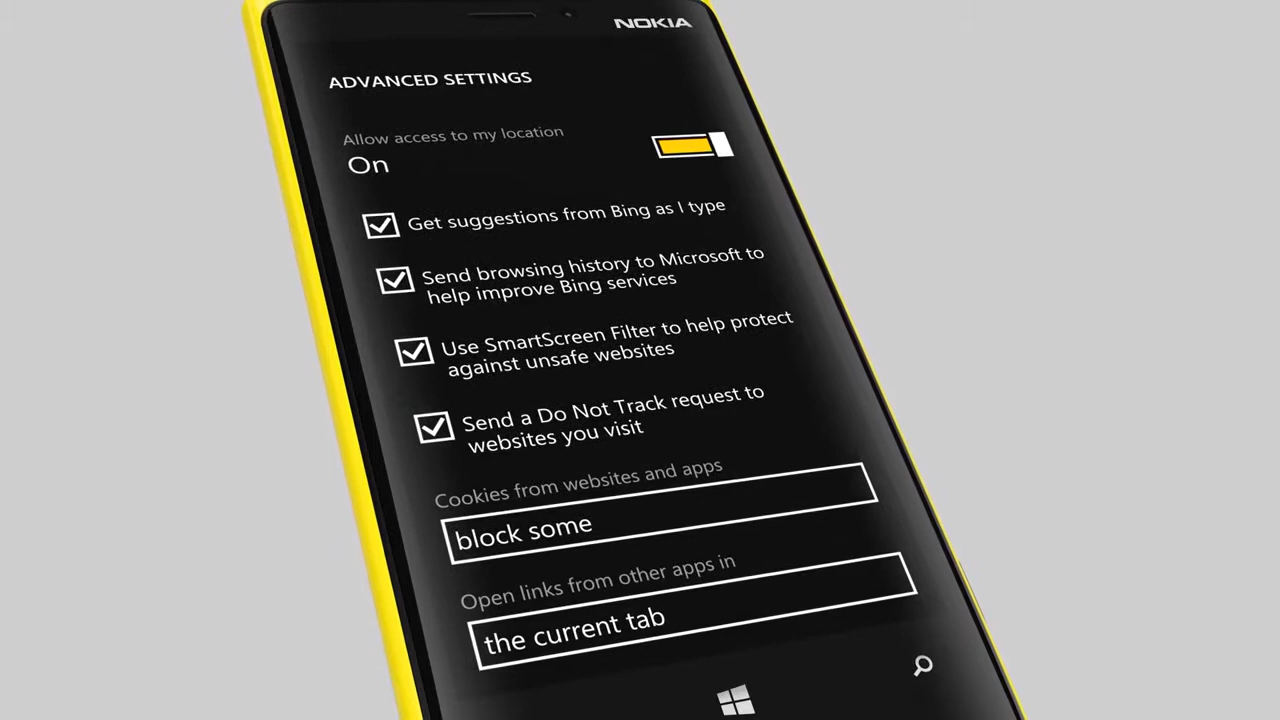 NOKIA
ADVANCED SETTINGS
Allow access to my location
On
Get suggestions from Bing as I type
Send browsing history to Microsoft to
help improve Bing services
Use SmartScreen Filter to help protect
against unsafe websites
Send a Do Not Track request to
websites you visit
Cookies from websites and apps
block some
Open links from other apps in
the current tab